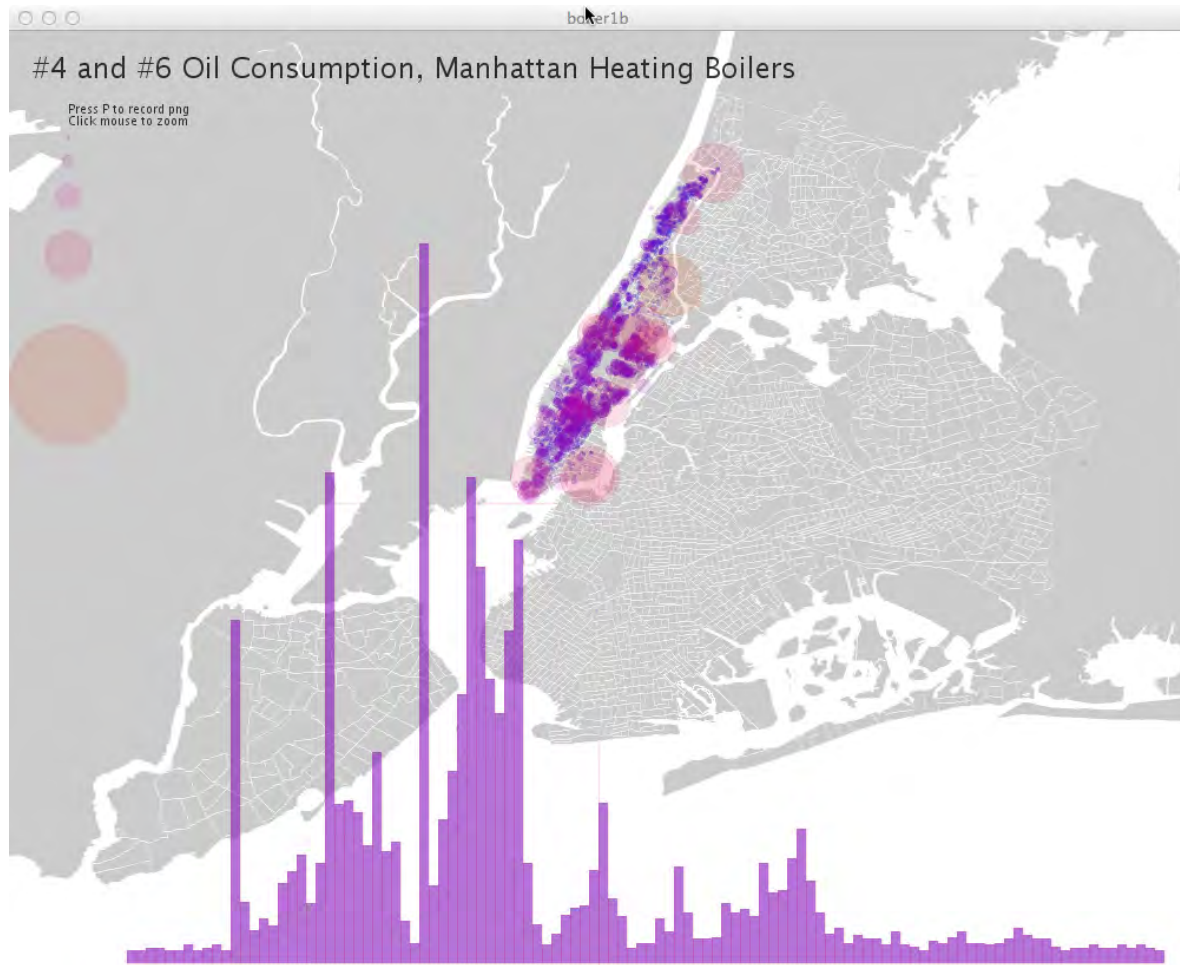 #4 and #6 Oil Consumption, Manhattan Heating Boilers
Press P to record png
Click mouse to zoom